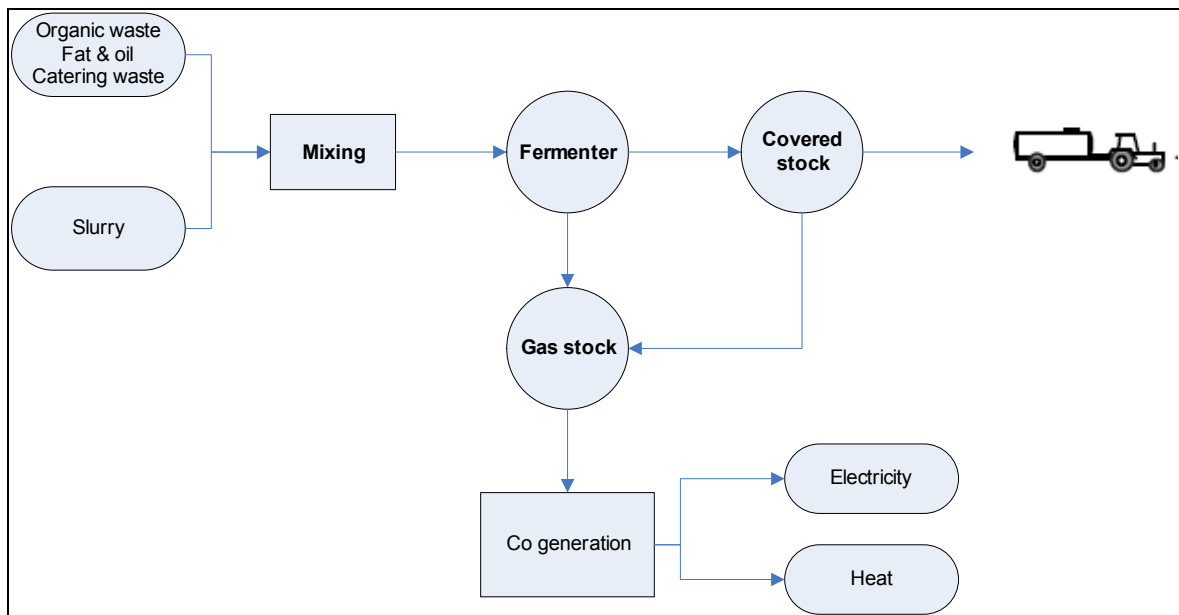 Organic waste
Fat & oil
Catering waste
Mixing
Fermenter
Covered
stock
Slurry
Gas stock
Co generation
Electricity
Heat